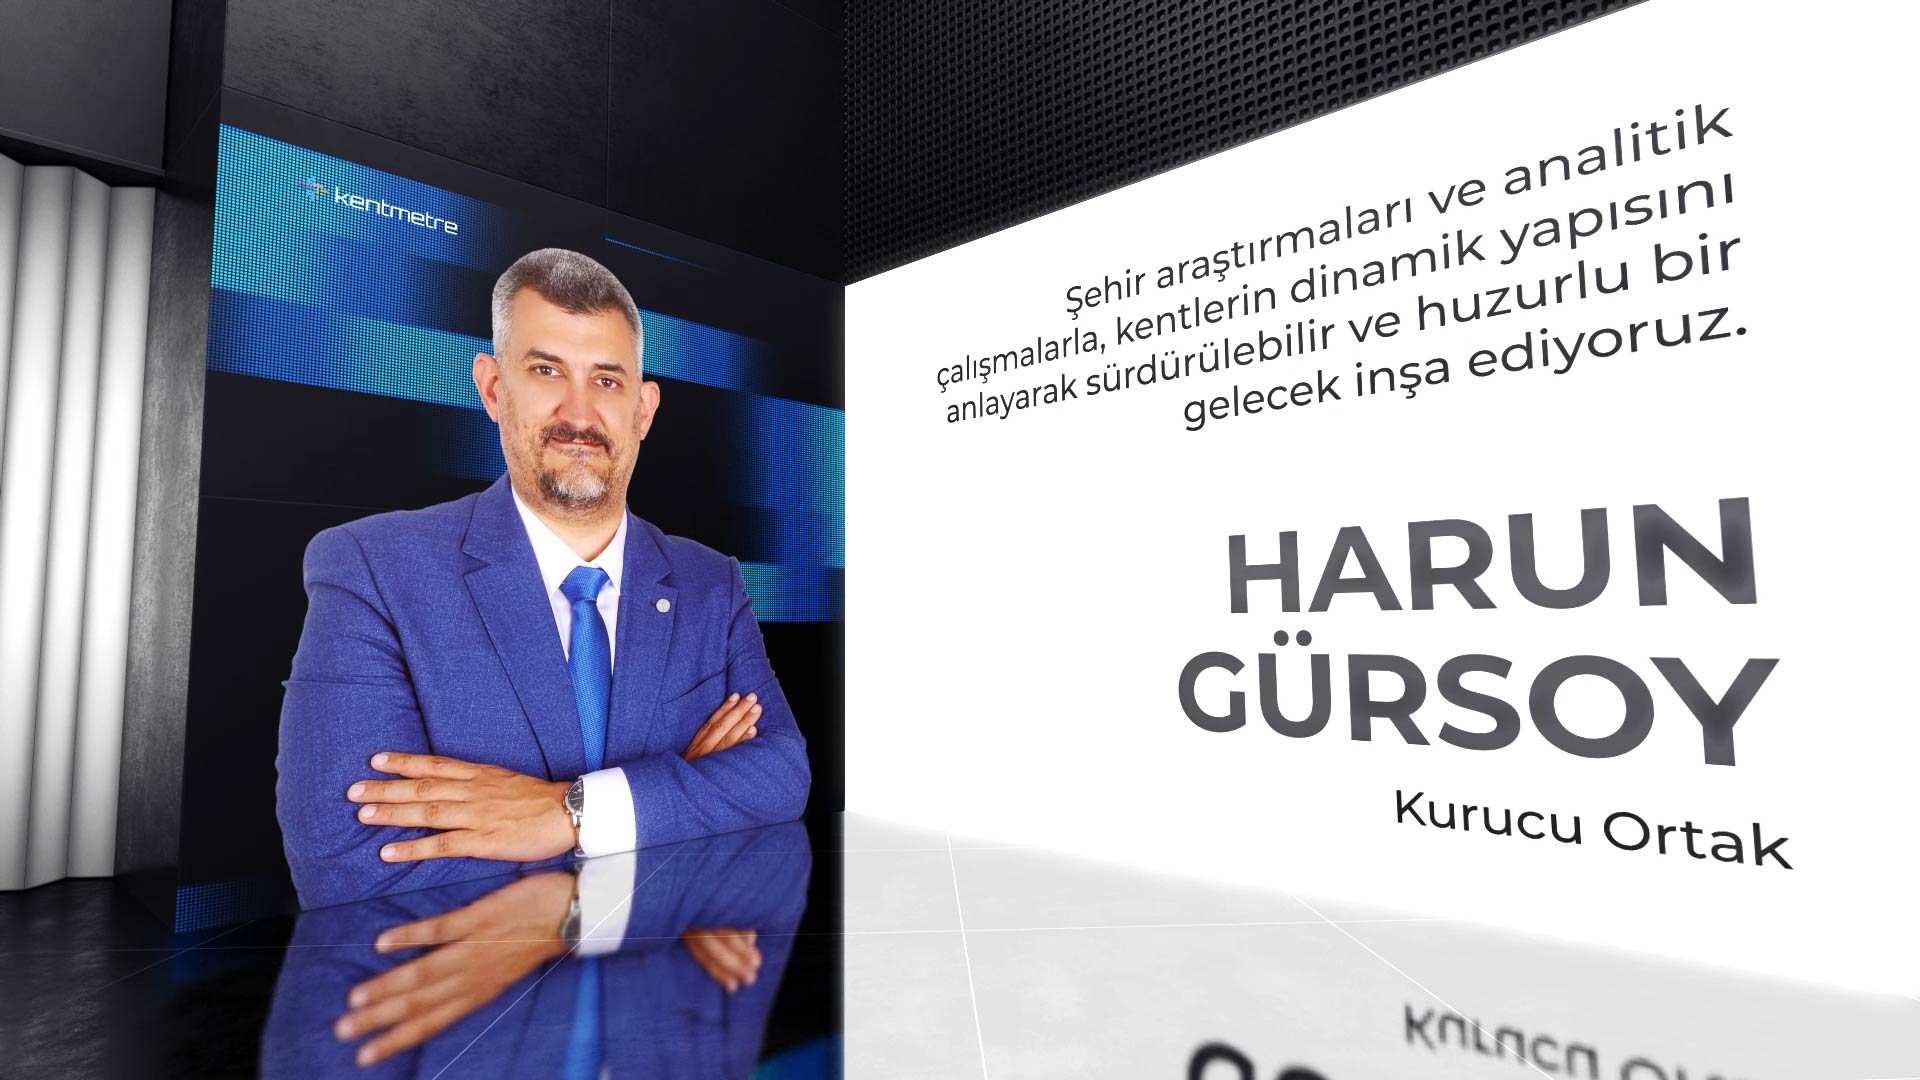 kentmetre
Şehir araştırmaları ve analitik
çalışmalarla, kentlerin dinamik yapısını
anlayarak sürdürülebilir ve huzurlu bir
gelecek inşa ediyoruz.
HARUN
GÜRSOY
Kurucu Ortak